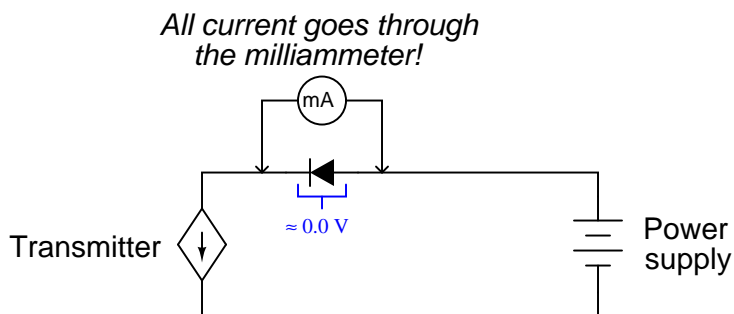 All current goes through
the milliammeter!
mA
≈ 0.0 V
Transmitter
Power
supply